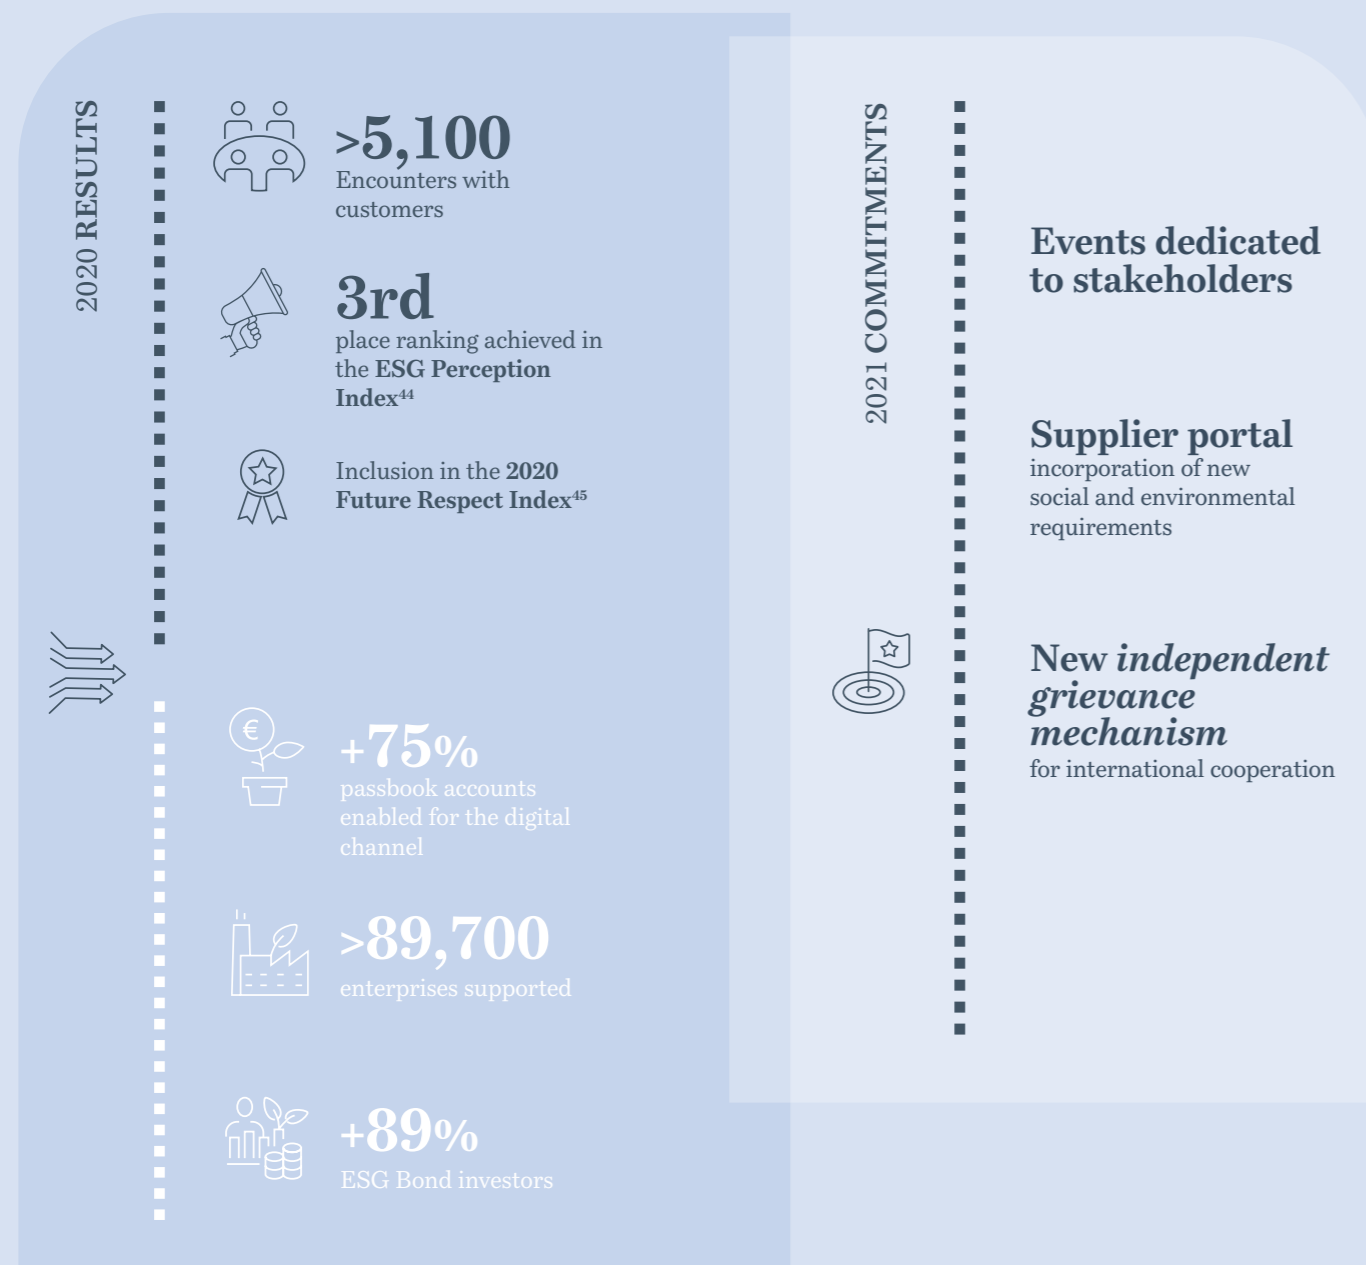 2020 RESULTS
>5,100
Encounters with
customers
3rd
place ranking achieved in
the ESG Perception
Index44
Inclusion in the 2020
Future Respect Index45
€
+75%
passbook accounts
enabled for the digital
channel
>89,700
enterprises supported
+89%
ESG Bond investors
2021 COMMITMENTS
Events dedicated
to stakeholders
Supplier portal
incorporation of new
social and environmental
requirements
New independent
grievance
mechanism
for international cooperation